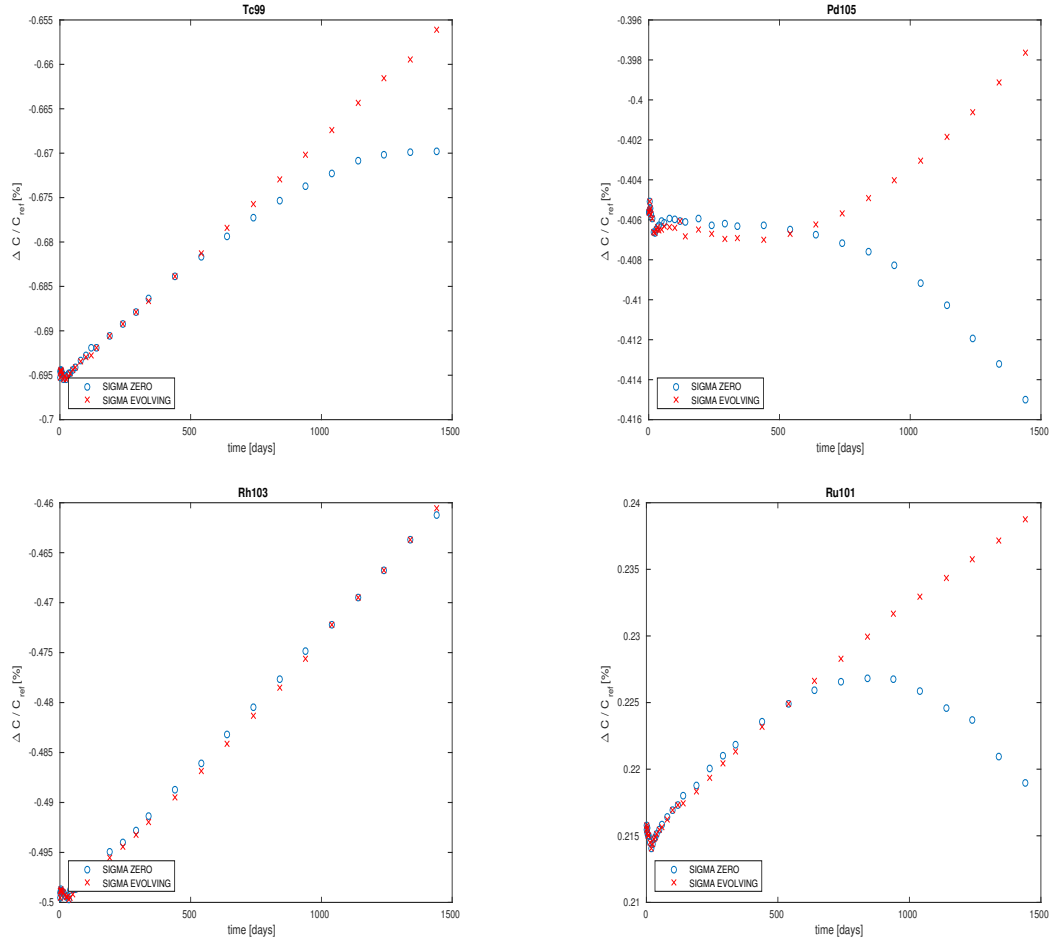 Tc99
-0.655
-0.66
-0.665
-0.67
-0.675
-0.68
-0.685
-0.69
-0.695
-0.7
Δ C / C ref [%]
SIGMA ZERO
SIGMA EVOLVING
0 500 1000 1500
time [days]
Pd105
-0.396
-0.398
-0.4
-0.402
-0.404
-0.406
-0.408
-0.41
-0.412
-0.414
-0.416
Δ C / C ref [%]
SIGMA ZERO
SIGMA EVOLVING
0 500 1000 1500
time [days]
Rh103
-0.46
-0.465
-0.47
-0.475
-0.48
-0.485
-0.49
-0.495
-0.5
Δ C / C ref [%]
SIGMA ZERO
SIGMA EVOLVING
0 500 1000 1500
time [days]
Ru101
0.24
0.235
0.23
0.225
0.22
0.215
0.21
Δ C / C ref [%]
SIGMA ZERO
SIGMA EVOLVING
0 500 1000 1500
time [days]